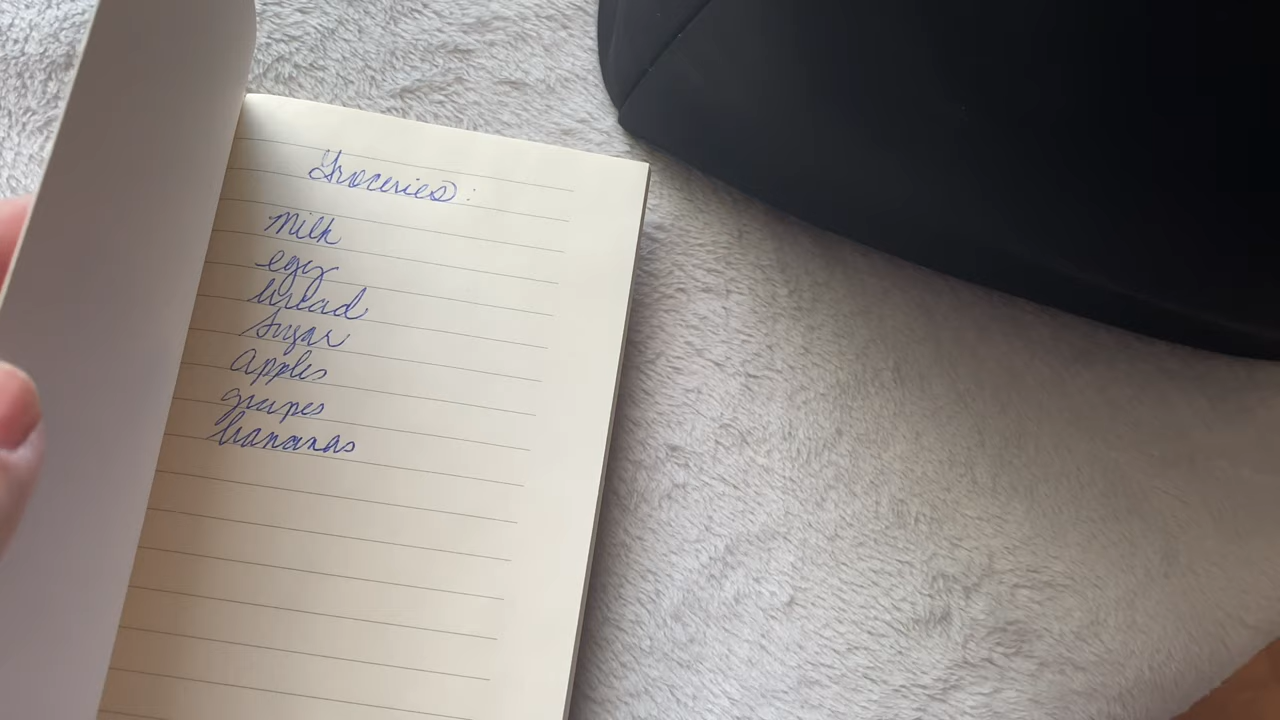 Groceries:
Milk
eggs
bread
Sugar
Apples
grapes
bananas